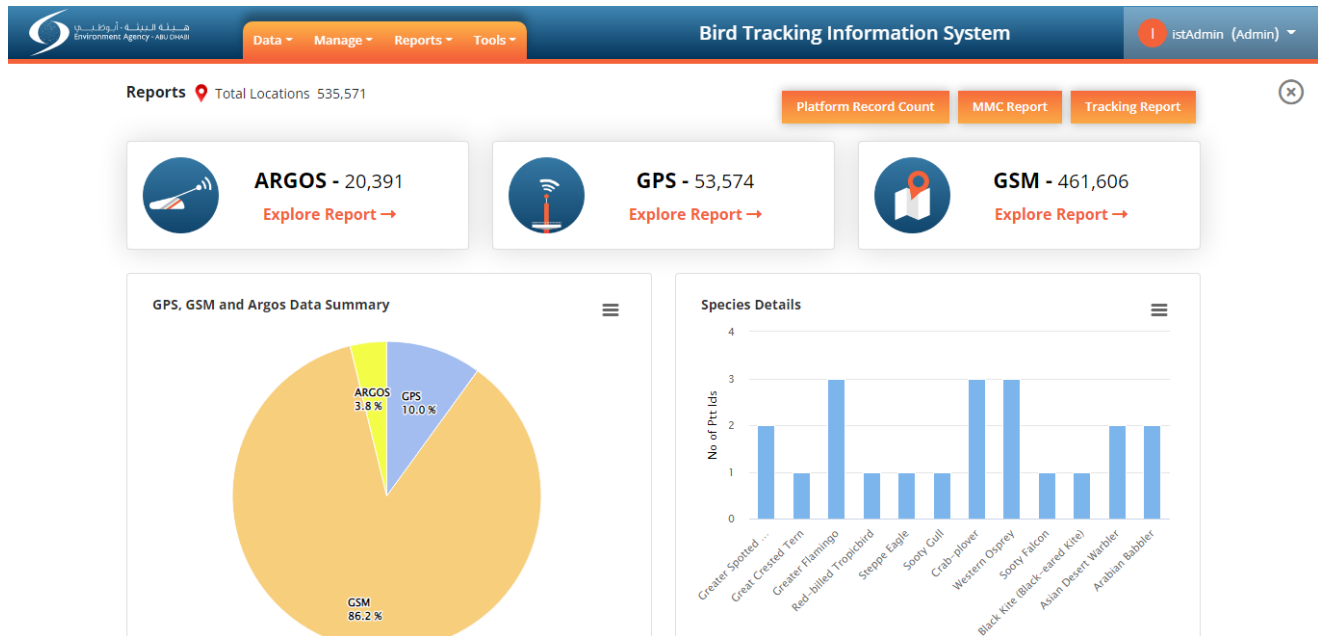 هـيـئة البيـئة - أبـوظـبـي
Environment Agency - ABU DHABI
Data
Manage
Reports
Tools
Bird Tracking Information System
I
istAdmin (Admin)
Reports
Total Locations 535,571
Platform Record Count
MMC Report
Tracking Report
ARGOS - 20,391
Explore Report →
GPS - 53,574
Explore Report →
GSM - 461,606
Explore Report →
GPS, GSM and Argos Data Summary
ARGOS
3.8 %
GPS
10.0 %
GSM
86.2 %
Species Details
No of Ptt Ids
4
3
2
1
0
Greater Spotted ...
Great Crested Tern
Greater Flamingo
Red-billed Tropicbird
Steppe Eagle
Sooty Gull
Crab-plover
Western Osprey
Sooty Falcon
Black Kite (Black-eared Kite)
Asian Desert Warbler
Arabian Babbler